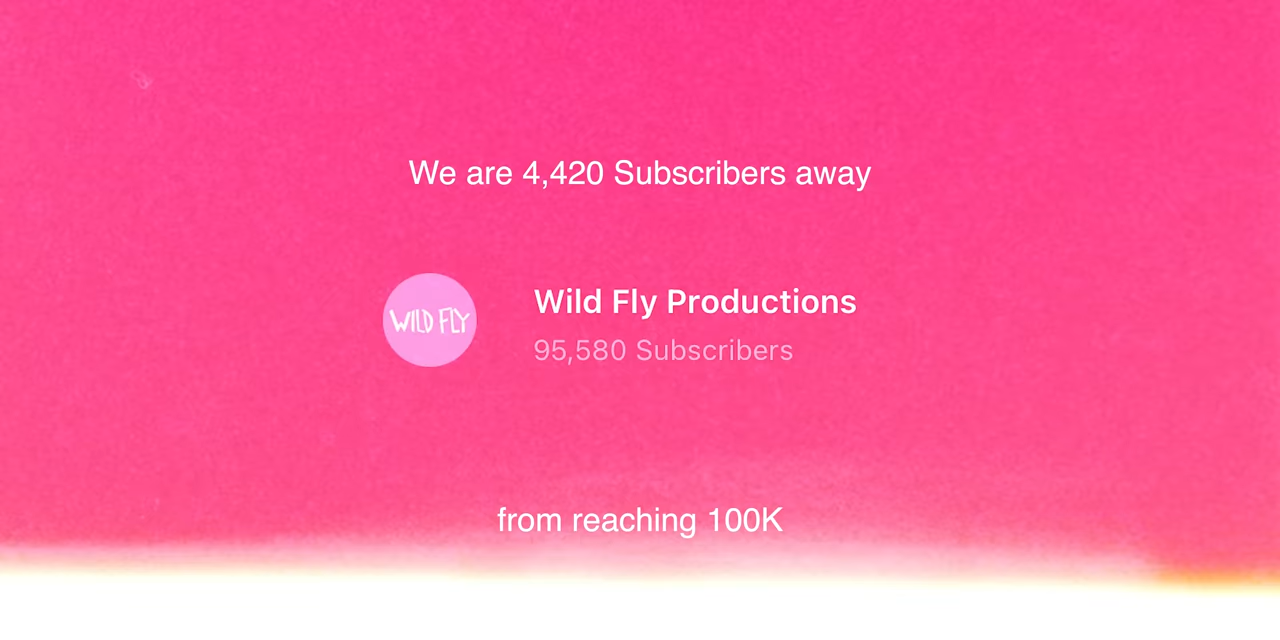 We are 4,420 Subscribers away
WILD FLY
Wild Fly Productions
95,580 Subscribers
from reaching 100K